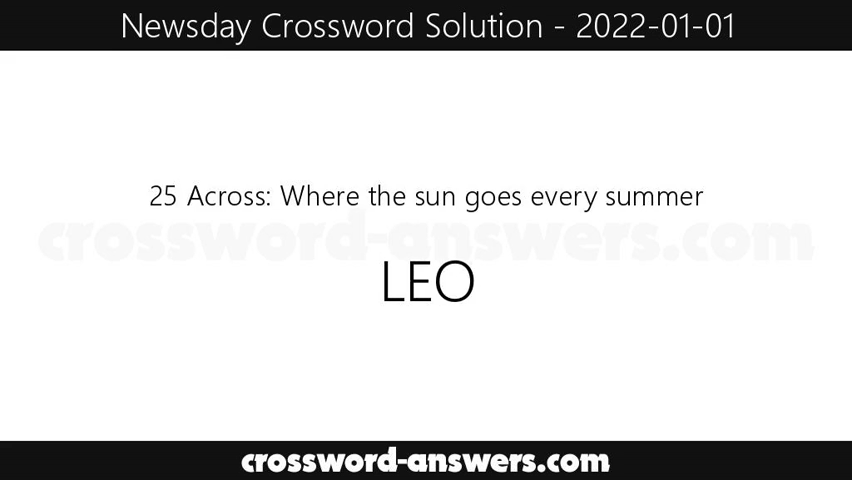 Newsday Crossword Solution - 2022-01-01
25 Across: Where the sun goes every summer
crossword-answers.com
LEO
crossword-answers.com